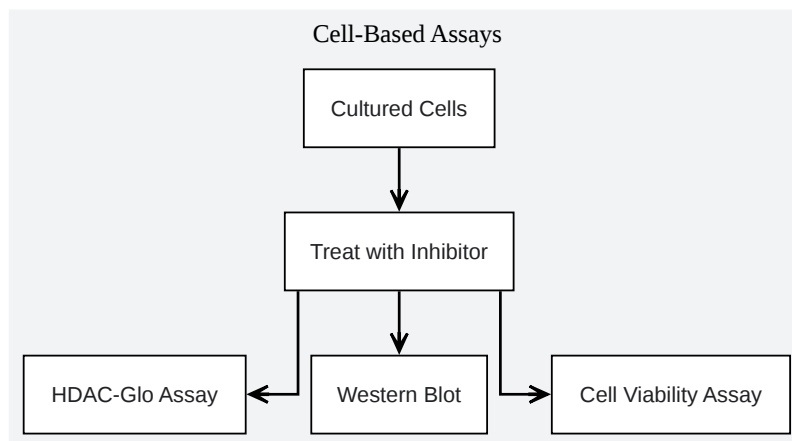 Cell-Based Assays
Cultured Cells
Treat with Inhibitor
HDAC-Glo Assay
Western Blot
Cell Viability Assay